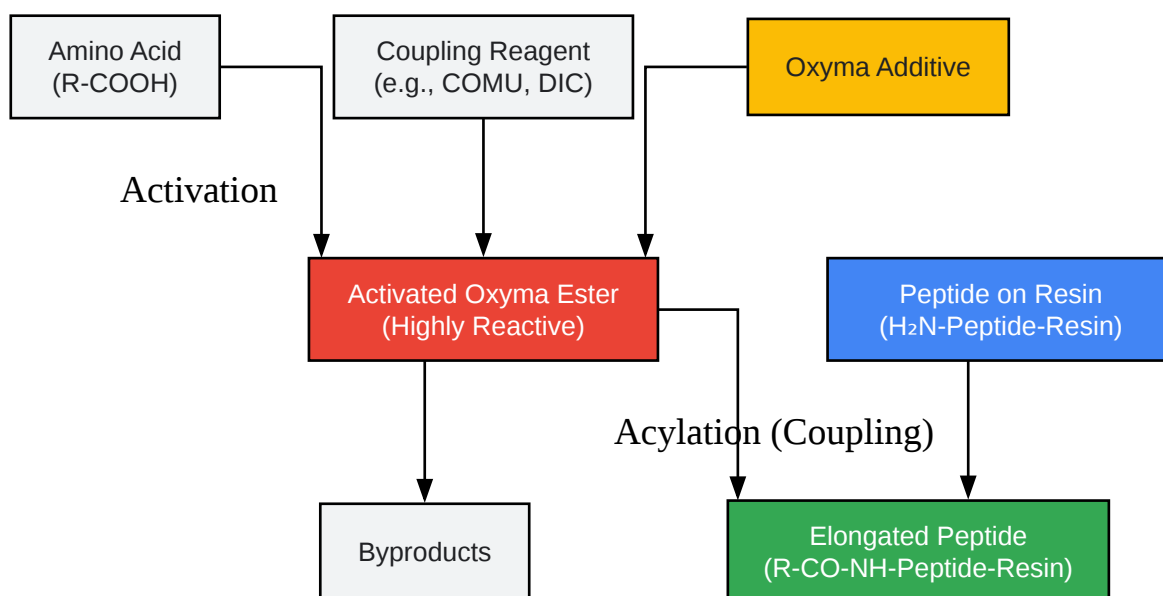 Amino Acid
(R-COOH)
Coupling Reagent
(e.g., COMU, DIC)
Oxyma Additive
Activation
Activated Oxyma Ester
(Highly Reactive)
Peptide on Resin
(H₂N-Peptide-Resin)
Acylation (Coupling)
Byproducts
Elongated Peptide
(R-CO-NH-Peptide-Resin)